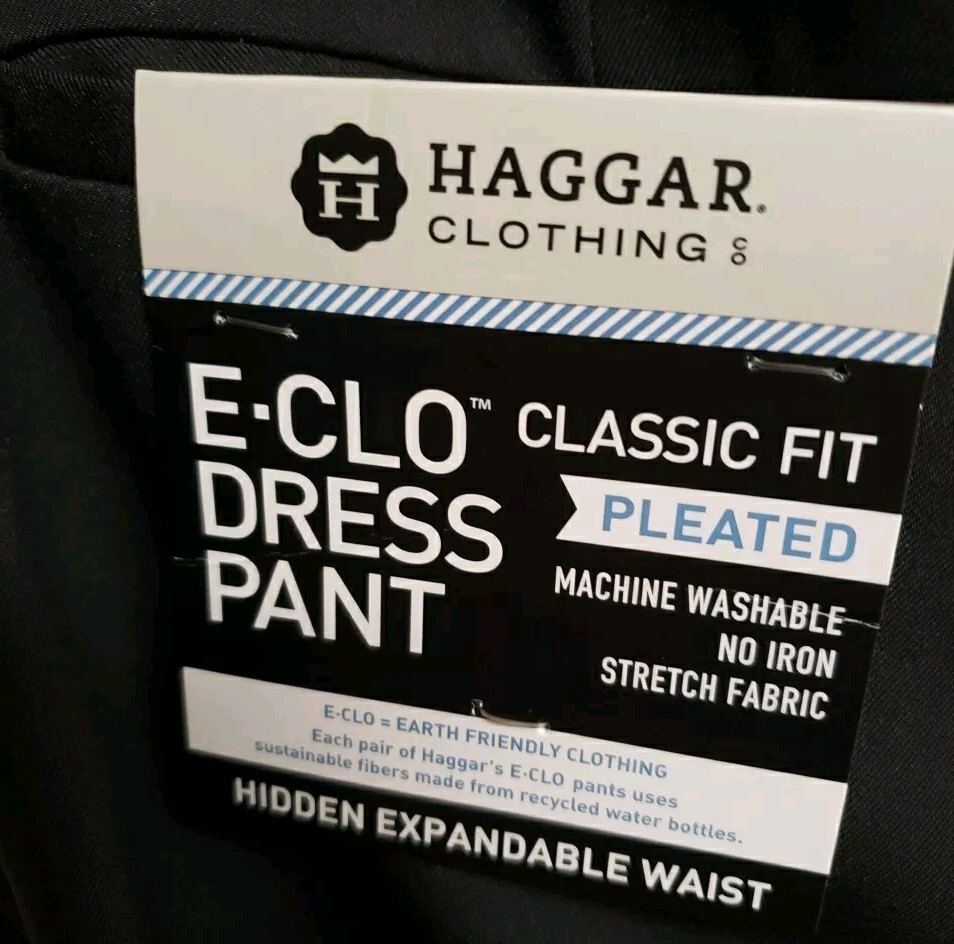 H
HAGGAR®
CLOTHING CO
E·CLO™
DRESS
PANT
CLASSIC FIT
PLEATED
MACHINE WASHABLE
NO IRON
STRETCH FABRIC
E-CLO = EARTH FRIENDLY CLOTHING
Each pair of Haggar's E-CLO pants uses
sustainable fibers made from recycled water bottles.
HIDDEN EXPANDABLE WAIST